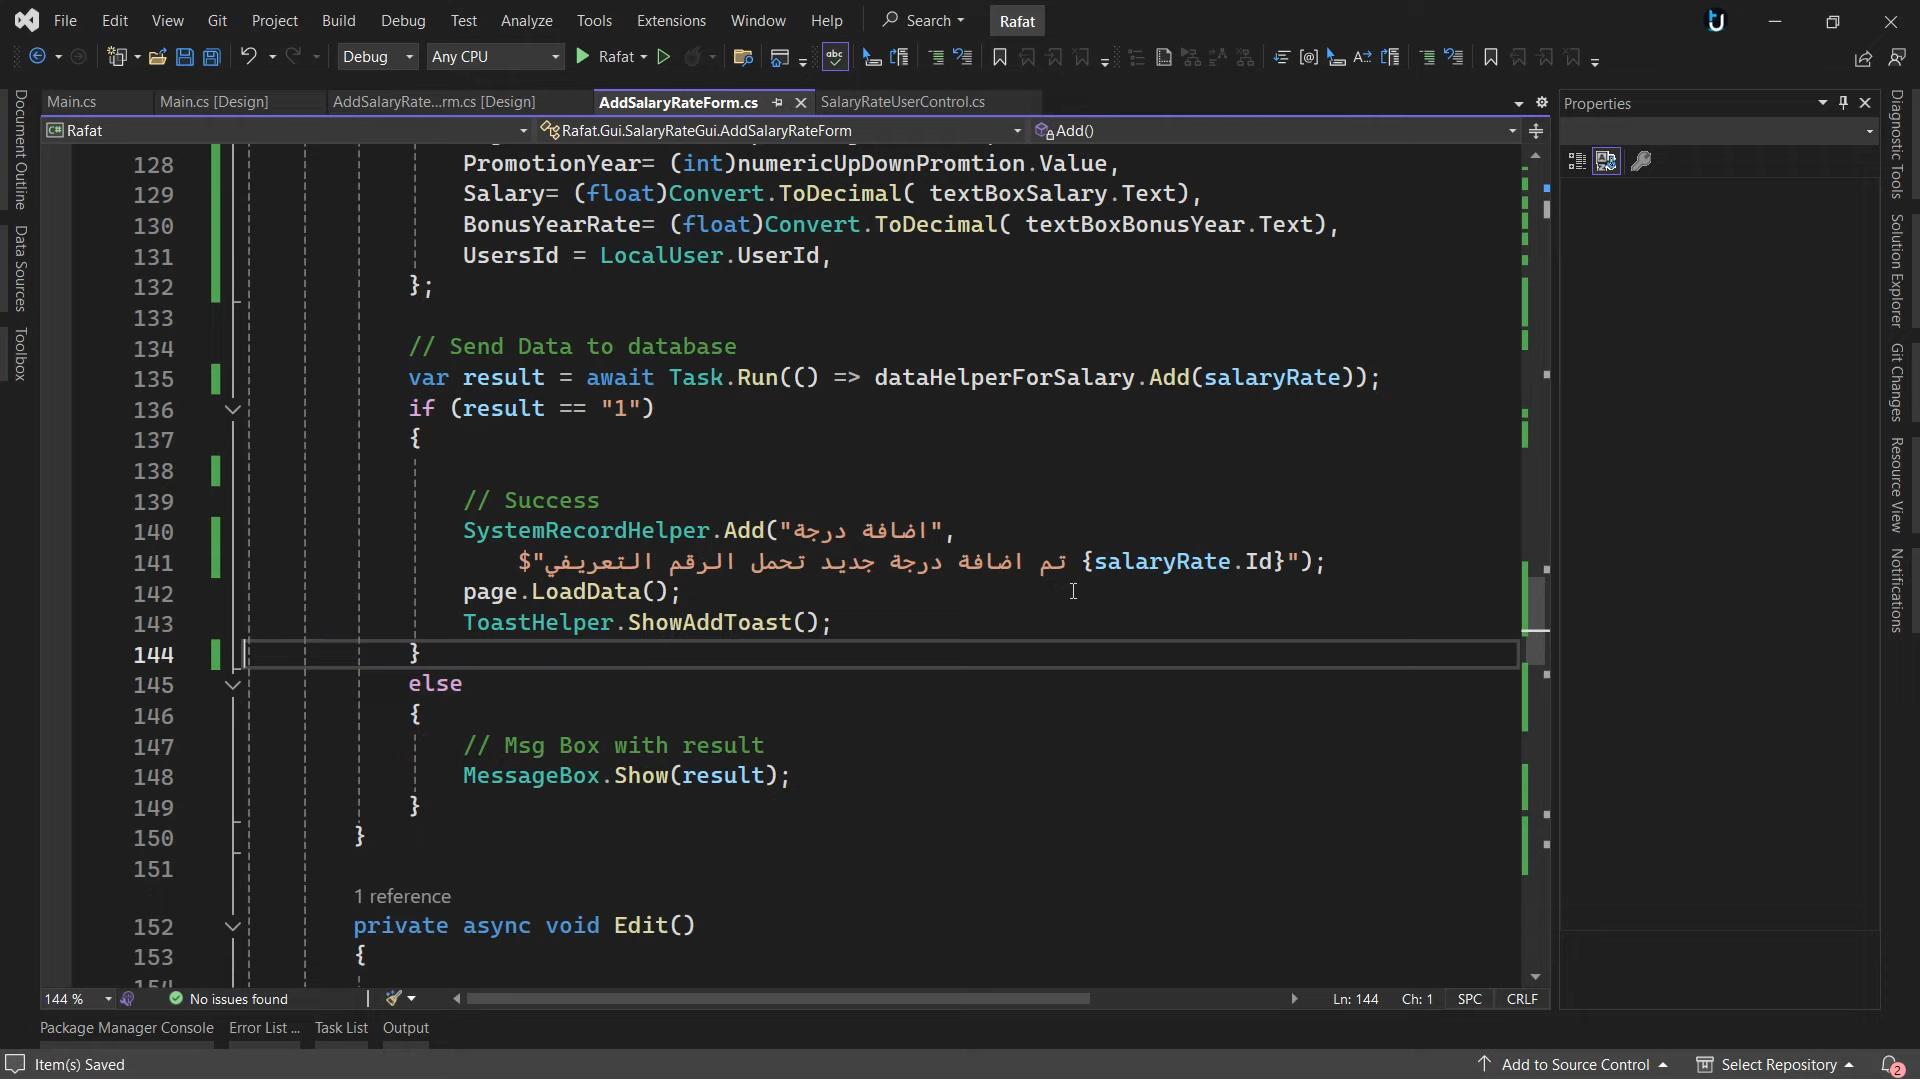 File Edit View Git Project Build Debug Test Analyze Tools Extensions Window Help Search Rafat
Debug Any CPU Rafat
Document Outline
Data Sources
Toolbox
Main.cs Main.cs [Design] AddSalaryRate...rm.cs [Design] AddSalaryRateForm.cs SalaryRateUserControl.cs
Rafat Rafat.Gui.SalaryRateGui.AddSalaryRateForm Add()
128 PromotionYear= (int)numericUpDownPromtion.Value,
129 Salary= (float)Convert.ToDecimal( textBoxSalary.Text),
130 BonusYearRate= (float)Convert.ToDecimal( textBoxBonusYear.Text),
131 UsersId = LocalUser.UserId,
132 };
133
134 // Send Data to database
135 var result = await Task.Run(() => dataHelperForSalary.Add(salaryRate));
136 if (result == "1")
137 {
138
139 // Success
140 SystemRecordHelper.Add("اضافة درجة",
141 $"تم اضافة درجة جديد تحمل الرقم التعريفي {salaryRate.Id}");
142 page.LoadData();
143 ToastHelper.ShowAddToast();
144 }
145 else
146 {
147 // Msg Box with result
148 MessageBox.Show(result);
149 }
150 }
151
1 reference
152 private async void Edit()
153 {
144 % No issues found Ln: 144 Ch: 1 SPC CRLF
Package Manager Console Error List ... Task List Output
Item(s) Saved Add to Source Control Select Repository 2
Properties
Diagnostic Tools
Solution Explorer
Git Changes
Resource View
Notifications